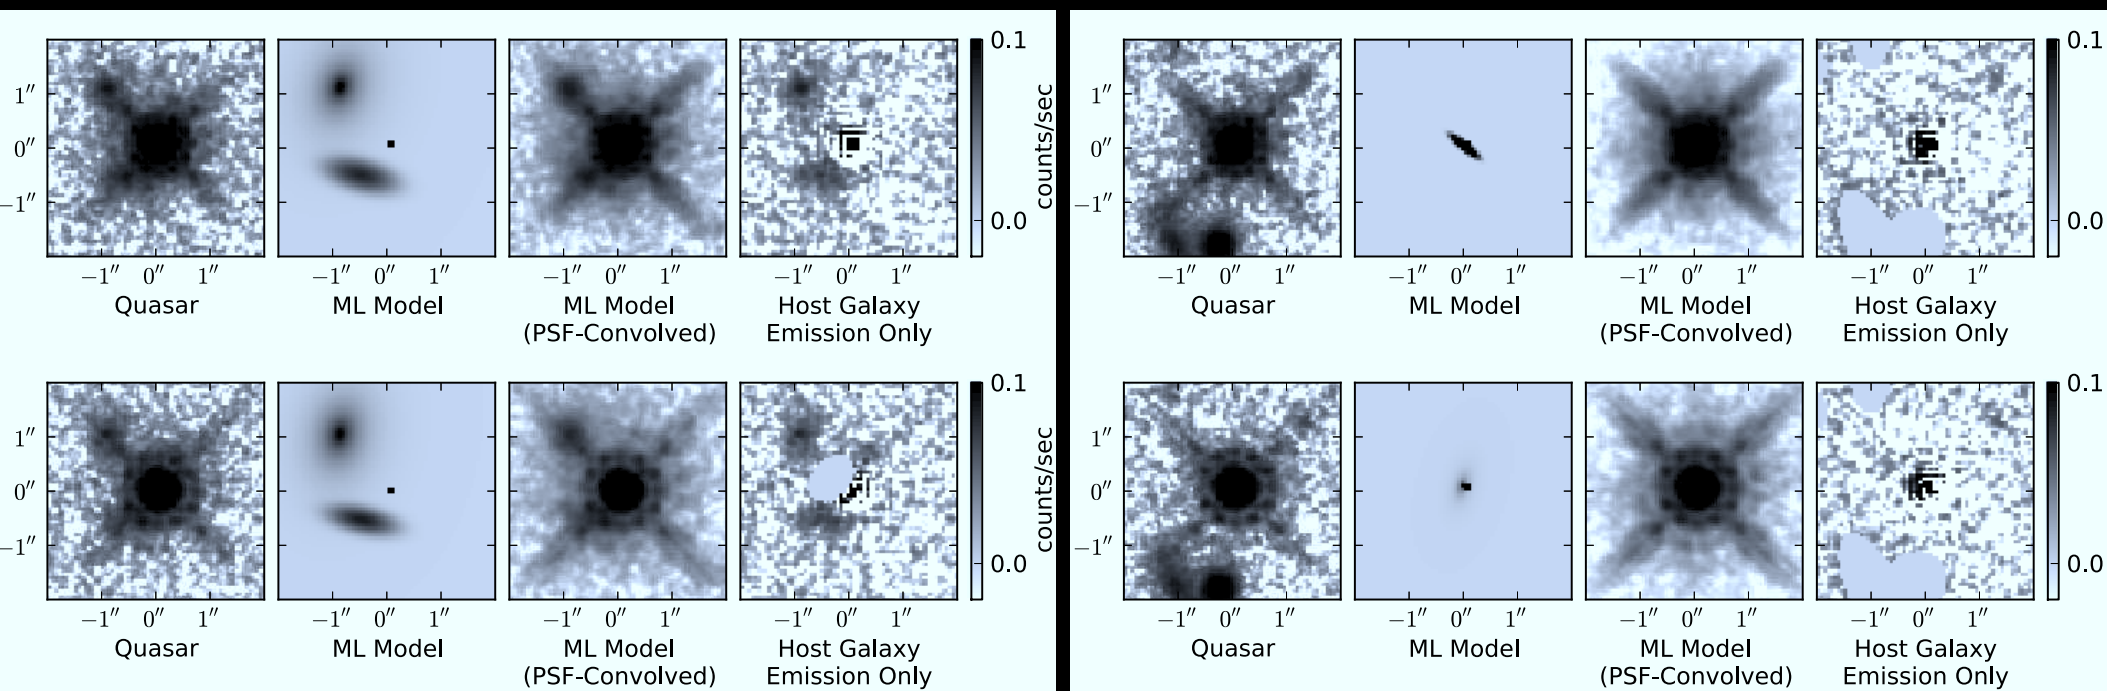 0.1
1″
0″
−1″
0.0
counts/sec
−1″ 0″ 1″ −1″ 0″ 1″ −1″ 0″ 1″ −1″ 0″ 1″
Quasar ML Model ML Model Host Galaxy
(PSF-Convolved) Emission Only
0.1
1″
0″
−1″
0.0
−1″ 0″ 1″ −1″ 0″ 1″ −1″ 0″ 1″ −1″ 0″ 1″
Quasar ML Model ML Model Host Galaxy
(PSF-Convolved) Emission Only
0.1
1″
0″
−1″
0.0
counts/sec
−1″ 0″ 1″ −1″ 0″ 1″ −1″ 0″ 1″ −1″ 0″ 1″
Quasar ML Model ML Model Host Galaxy
(PSF-Convolved) Emission Only
0.1
1″
0″
−1″
0.0
−1″ 0″ 1″ −1″ 0″ 1″ −1″ 0″ 1″ −1″ 0″ 1″
Quasar ML Model ML Model Host Galaxy
(PSF-Convolved) Emission Only